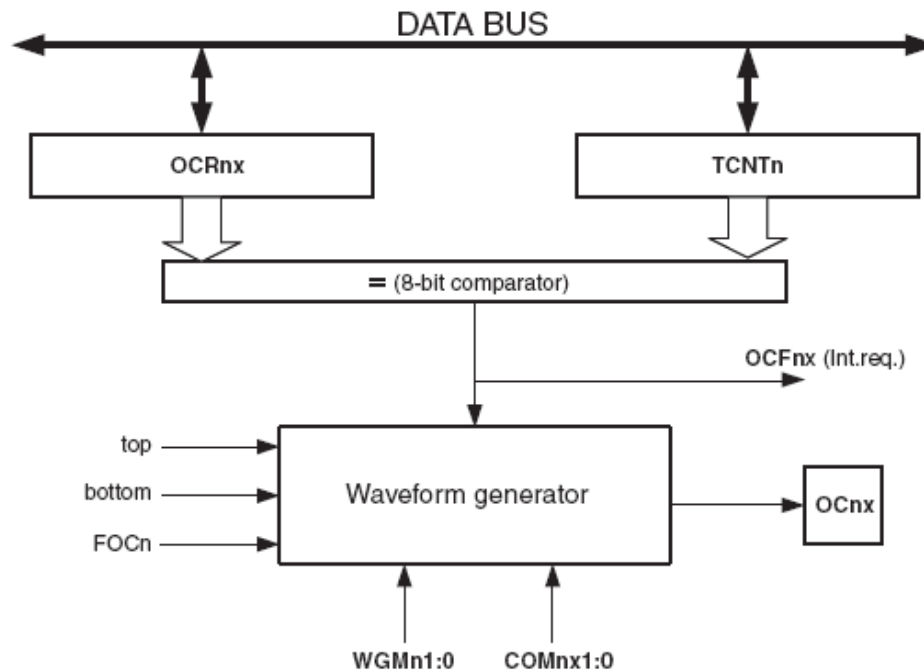 DATA BUS
OCRnx
TCNTn
= (8-bit comparator)
OCFnx (Int.req.)
top
bottom
FOCn
Waveform generator
OCnx
WGMn1:0
COMnx1:0